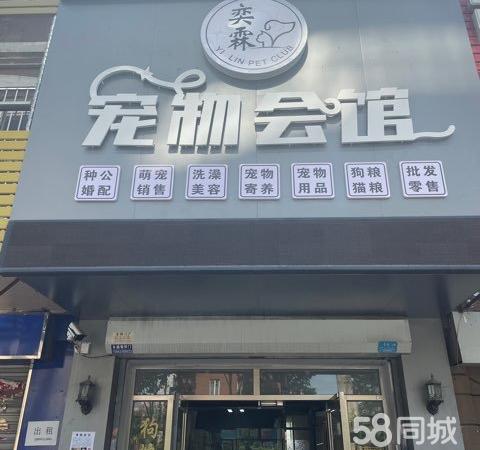 奕霖
YI LIN PET CLUB
宠物会馆
种公婚配
萌宠销售
洗澡美容
宠物寄养
宠物用品
狗粮猫粮
批发零售
出租
狗
58同城